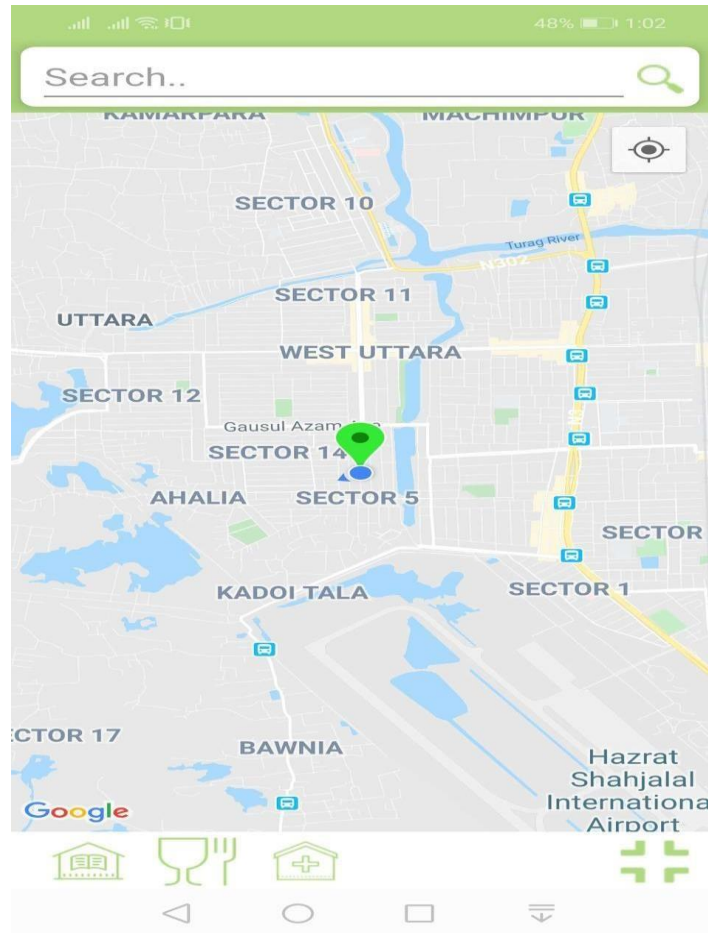 48% 1:02
Search..
KAMARPARA
MACHIMPUR
SECTOR 10
Turag River
N302
SECTOR 11
UTTARA
WEST UTTARA
SECTOR 12
Gausul Azam
SECTOR 14
AHALIA
SECTOR 5
SECTOR
KADOI TALA
SECTOR 1
CTOR 17
BAWNIA
Hazrat
Shahjalal
Internationa
Airport
Google